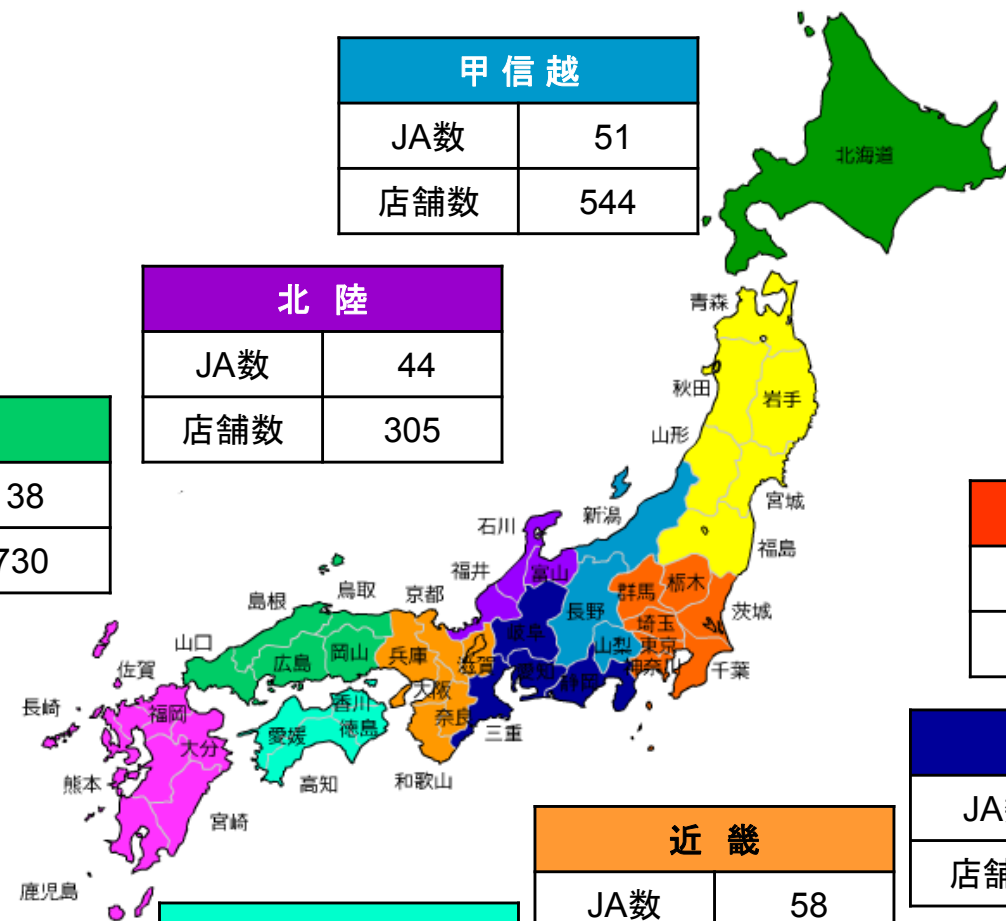 甲信越
JA数 51
店舗数 544
北海道
北 陸
JA数 44
店舗数 305
青森
秋田
岩手
山形
38
730
宮城
新潟
石川
福島
福井
富山
群馬
栃木
鳥取
京都
島根
長野
茨城
埼玉
山口
岐阜
山梨
東京
岡山
兵庫
滋賀
広島
神奈川
千葉
佐賀
愛知
静岡
大阪
香川
長崎
福岡
奈良
徳島
三重
愛媛
大分
熊本
高知
和歌山
宮崎
JA
近 畿
店舗
鹿児島
JA数 58